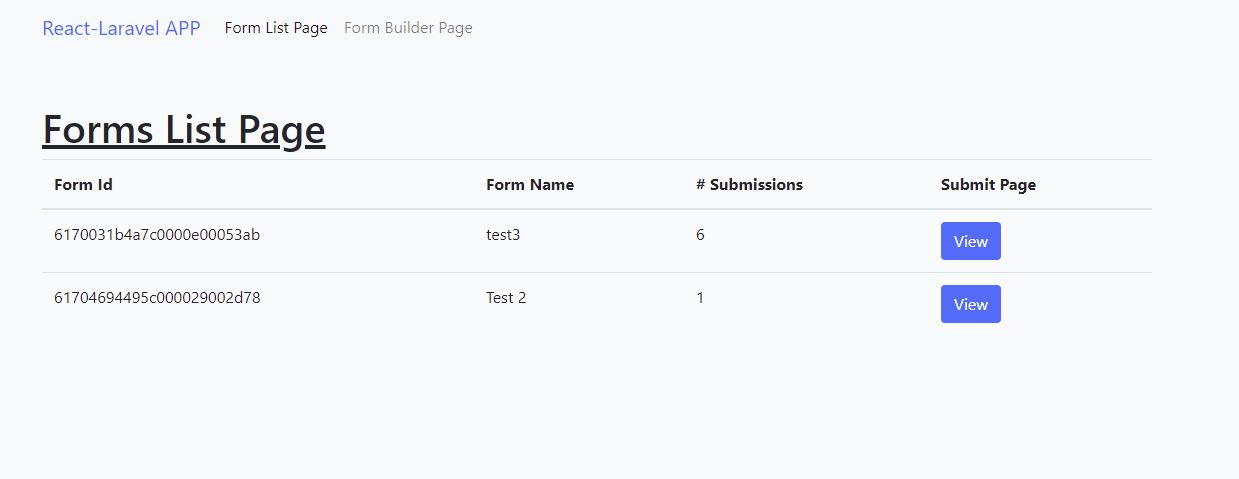 React-Laravel APP Form List Page Form Builder Page
Forms List Page
Form Id Form Name # Submissions Submit Page
6170031b4a7c0000e00053ab test3 6 View
61704694495c000029002d78 Test 2 1 View